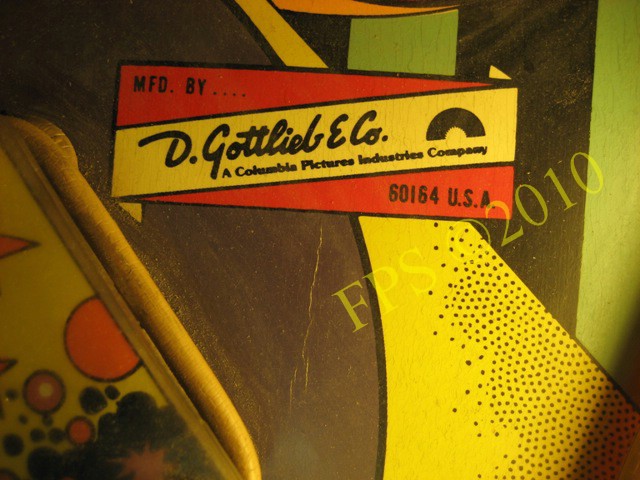 MFD. BY ....
D. Gottlieb & Co.
A Columbia Pictures Industries Company
60164 U.S.A.
FPS ©2010